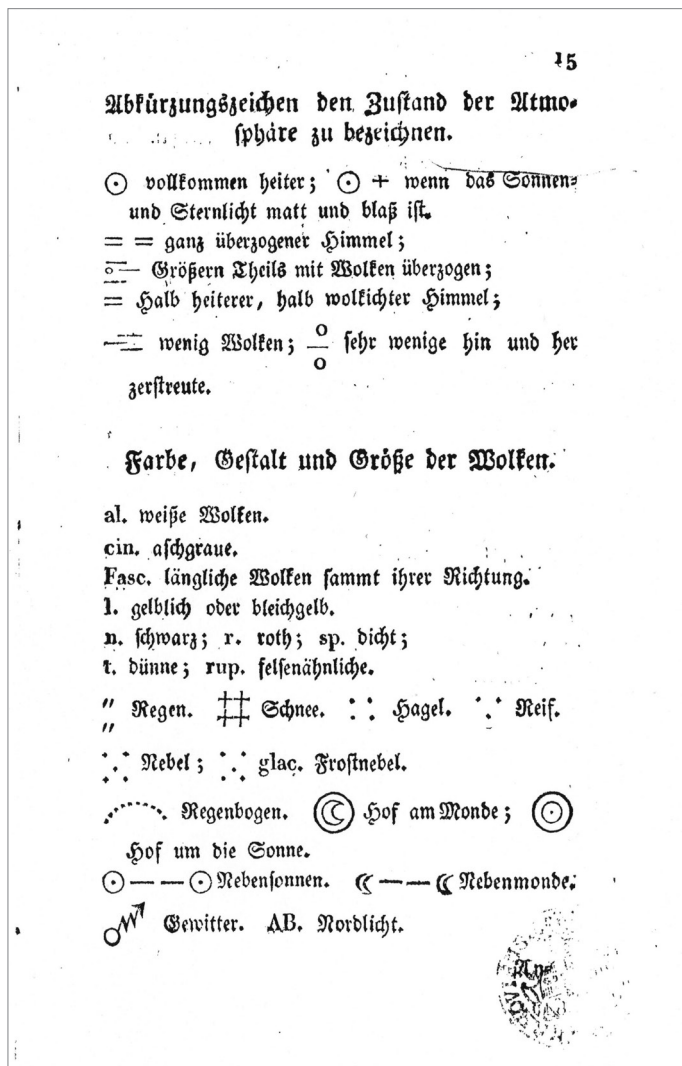 15
Abkürzungszeichen den Zustand der Atmo-
sphäre zu bezeichnen.
☉ vollkommen heiter; ☉ + wenn das Sonnen-
und Sternlicht matt und blaß ist.
= = ganz überzogener Himmel;
Größern Theils mit Wolken überzogen;
= Halb heiterer, halb wolkichter Himmel;
wenig Wolken; sehr wenige hin und her
zerstreute.
Farbe, Gestalt und Größe der Wolken.
al. weiße Wolken.
cin. aschgraue.
Fasc. längliche Wolken sammt ihrer Richtung.
l. gelblich oder bleichgelb.
n. schwarz; r. roth; sp. dicht;
t. dünne; rup. felsenähnliche.
Regen. Schnee. Hagel. Reif.
Nebel; glac. Frostnebel.
Regenbogen. Hof am Monde;
Hof um die Sonne.
☉ — — ☉ Nebensonnen. ☾ — — ☾ Nebenmonde.
Gewitter. AB. Nordlicht.